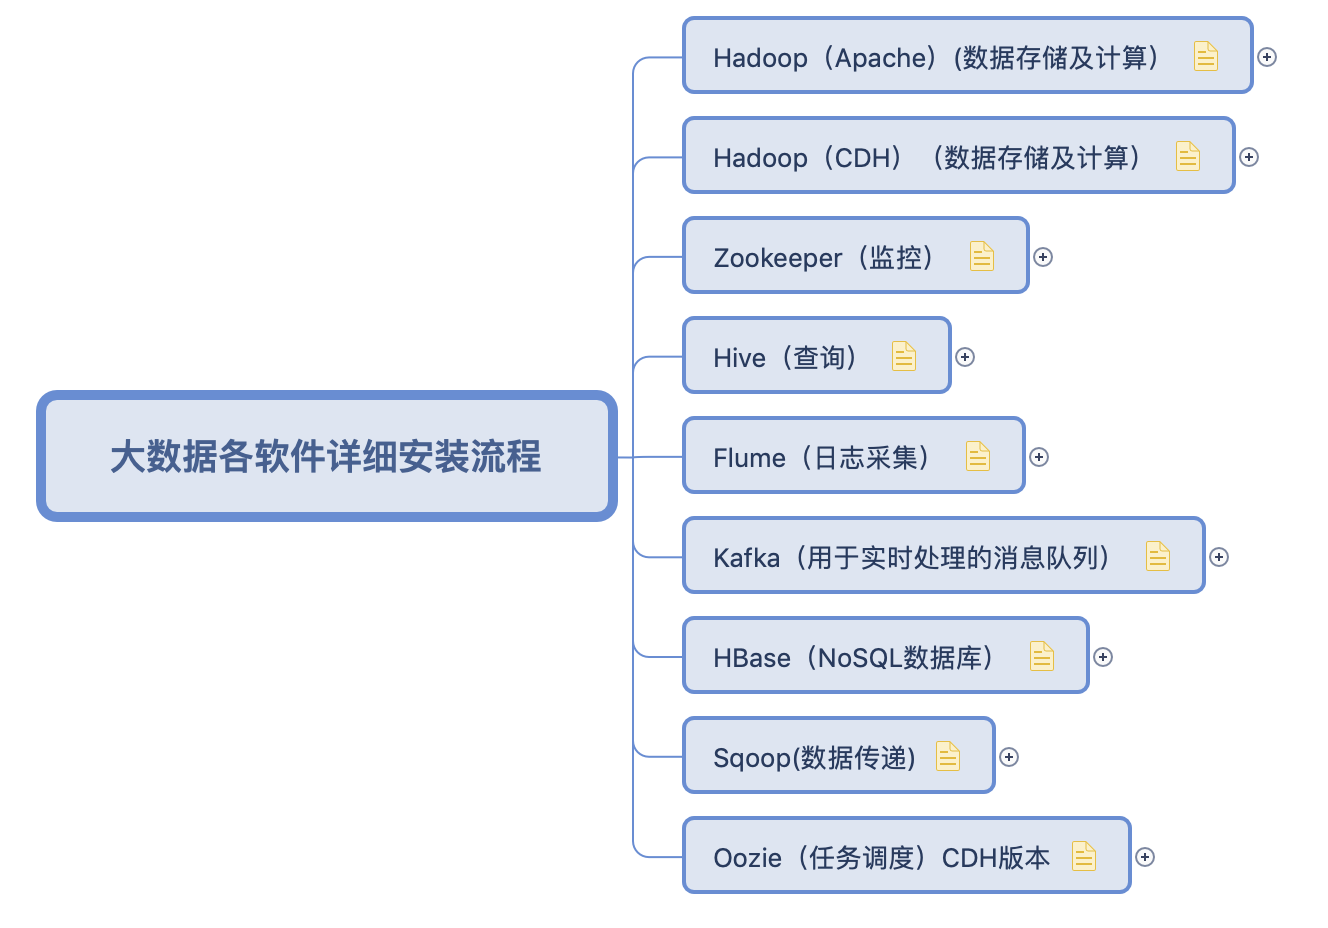 Hadoop（Apache）(数据存储及计算）
Hadoop（CDH）（数据存储及计算）
Zookeeper（监控）
Hive（查询）
大数据各软件详细安装流程
Flume（日志采集）
Kafka（用于实时处理的消息队列）
HBase（NoSQL数据库）
Sqoop(数据传递)
Oozie（任务调度）CDH版本